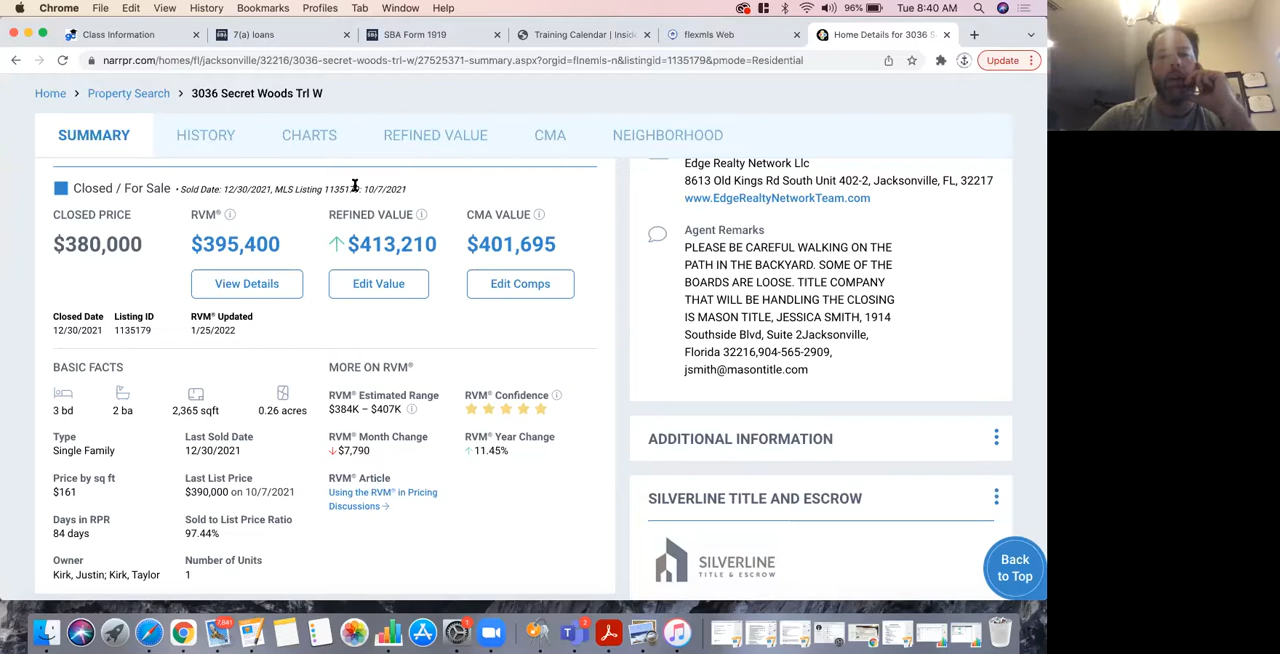 Chrome File Edit View History Bookmarks Profiles Tab Window Help 96% Tue 8:40 AM
Class Information 7(a) loans SBA Form 1919 Training Calendar | Insid flexmls Web Home Details for 3036 S
narrpr.com/homes/fl/jacksonville/32216/3036-secret-woods-trl-w/27525371-summary.aspx?orgid=flnemls-n&listingid=1135179&pmode=Residential Update
Home > Property Search > 3036 Secret Woods Trl W
SUMMARY HISTORY CHARTS REFINED VALUE CMA NEIGHBORHOOD
Closed / For Sale • Sold Date: 12/30/2021, MLS Listing 1135179: 10/7/2021
CLOSED PRICE RVM® REFINED VALUE CMA VALUE
$380,000 $395,400 $413,210 $401,695
View Details Edit Value Edit Comps
Closed Date Listing ID RVM® Updated
12/30/2021 1135179 1/25/2022
BASIC FACTS MORE ON RVM®
3 bd 2 ba 2,365 sqft 0.26 acres
RVM® Estimated Range RVM® Confidence
$384K – $407K
Type Last Sold Date RVM® Month Change RVM® Year Change
Single Family 12/30/2021 $7,790 11.45%
Price by sq ft Last List Price RVM® Article
$161 $390,000 on 10/7/2021 Using the RVM® in Pricing
Discussions
Days in RPR Sold to List Price Ratio
84 days 97.44%
Owner Number of Units
Kirk, Justin; Kirk, Taylor 1
Edge Realty Network Llc
8613 Old Kings Rd South Unit 402-2, Jacksonville, FL, 32217
www.EdgeRealtyNetworkTeam.com
Agent Remarks
PLEASE BE CAREFUL WALKING ON THE
PATH IN THE BACKYARD. SOME OF THE
BOARDS ARE LOOSE. TITLE COMPANY
THAT WILL BE HANDLING THE CLOSING
IS MASON TITLE, JESSICA SMITH, 1914
Southside Blvd, Suite 2Jacksonville,
Florida 32216,904-565-2909,
jsmith@masontitle.com
ADDITIONAL INFORMATION
SILVERLINE TITLE AND ESCROW
SILVERLINE
TITLE & ESCROW
Back
to Top
7,841 1 2